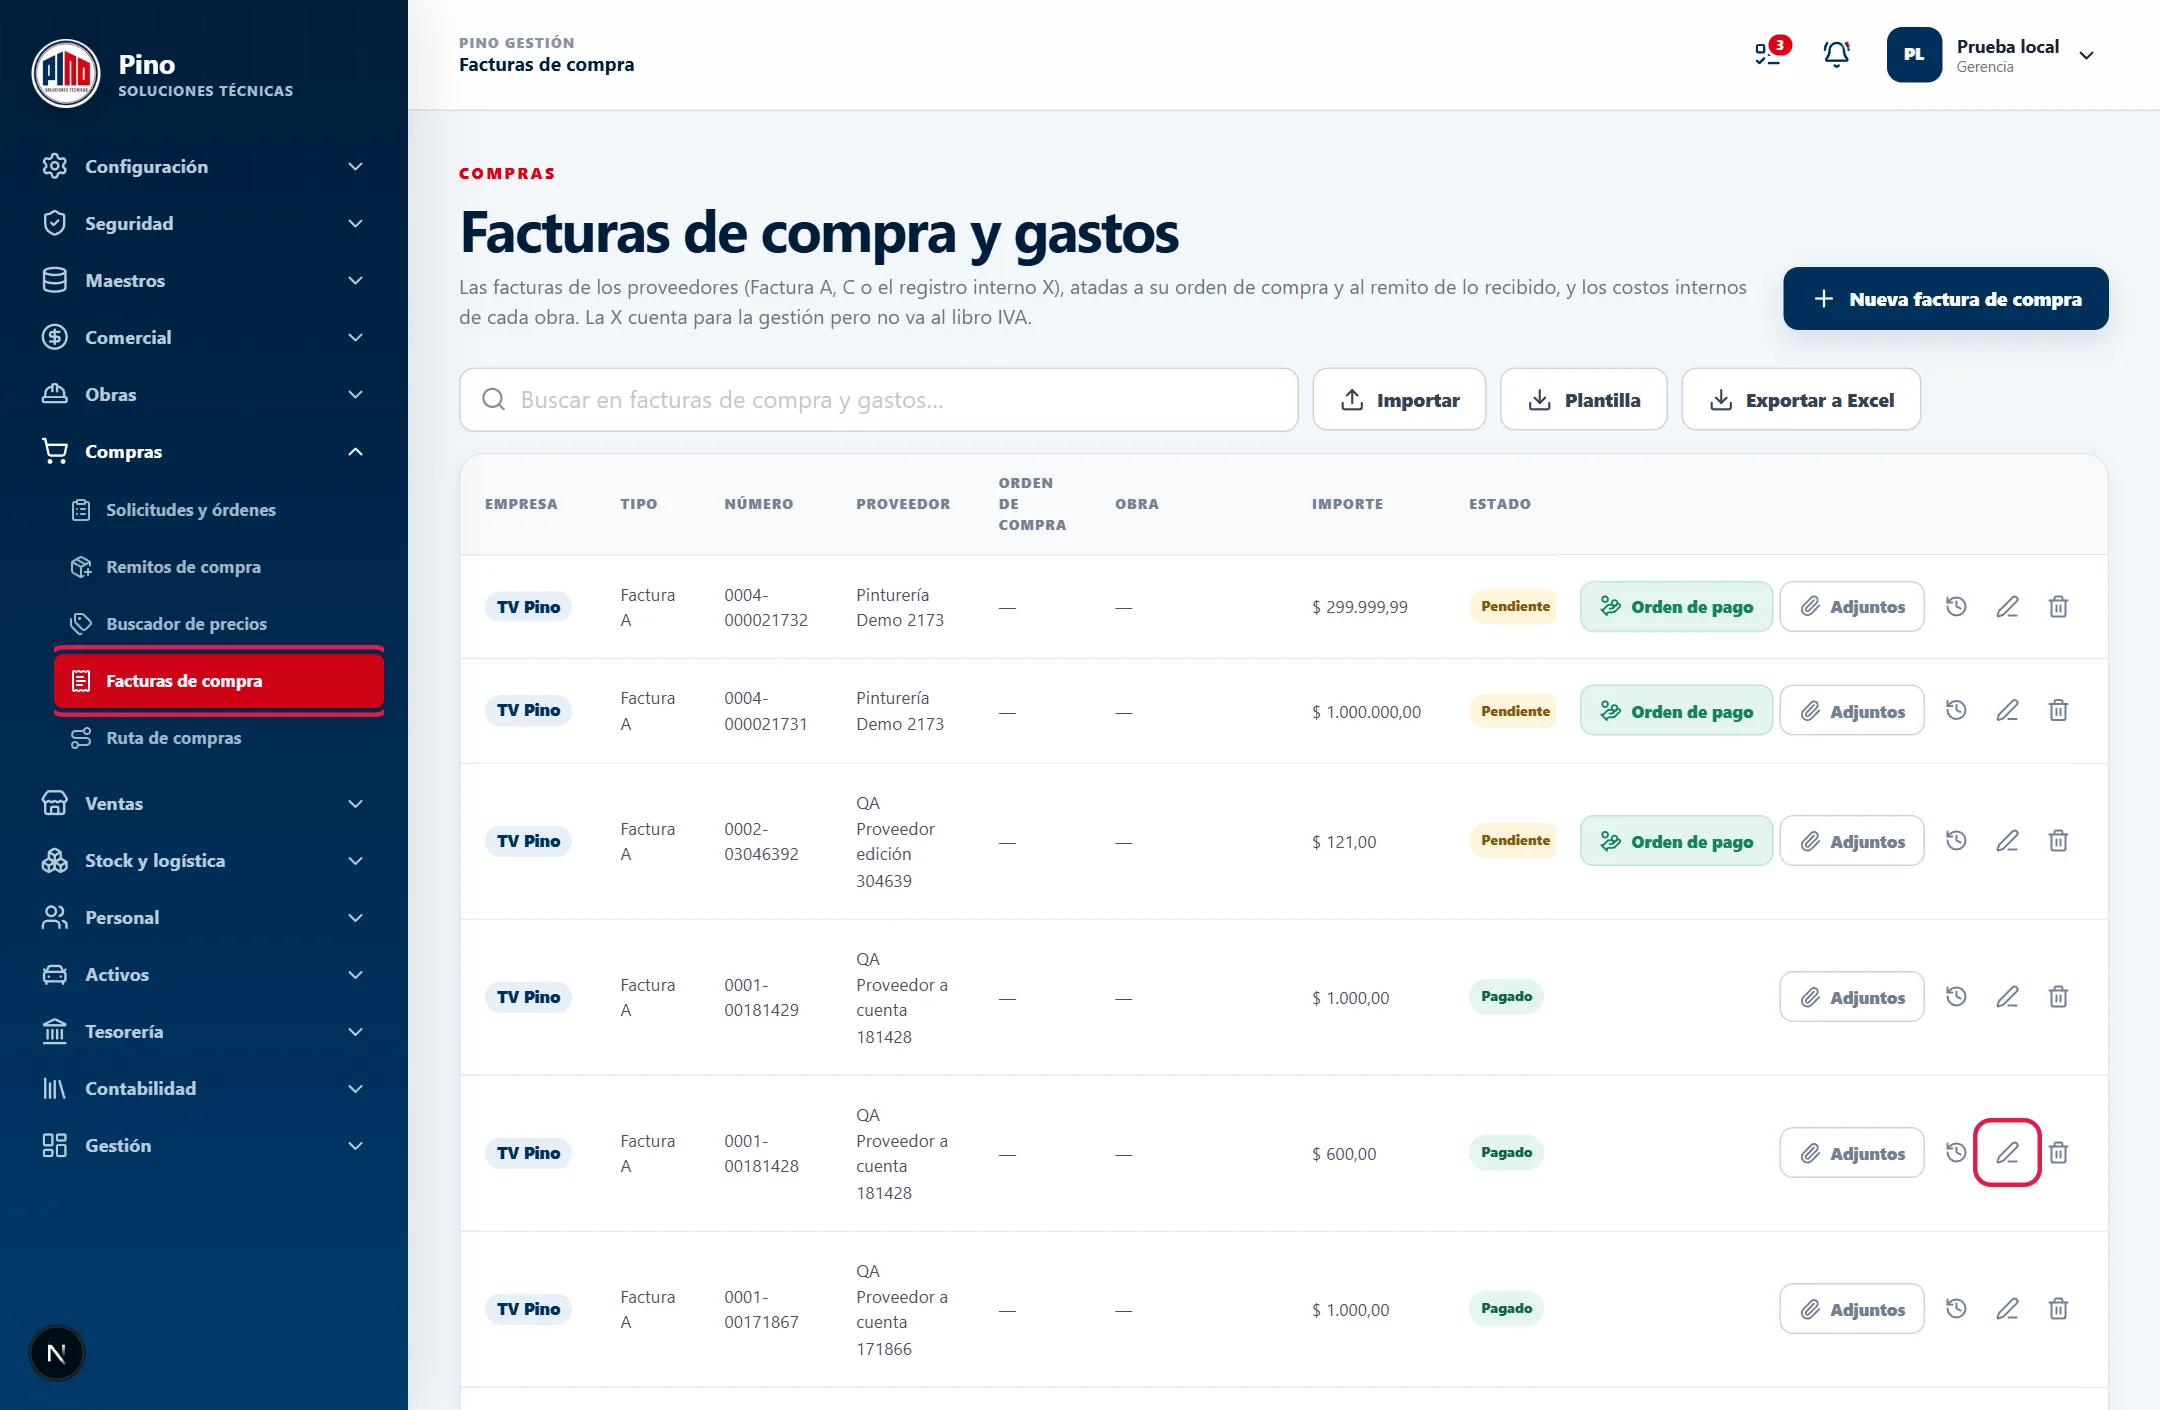 PINO
SOLUCIONES TÉCNICAS
Pino
SOLUCIONES TÉCNICAS
Configuración
Seguridad
Maestros
Comercial
Obras
Compras
Solicitudes y órdenes
Remitos de compra
Buscador de precios
Facturas de compra
Ruta de compras
Ventas
Stock y logística
Personal
Activos
Tesorería
Contabilidad
Gestión
N
PINO GESTIÓN
Facturas de compra
3
PL
Prueba local
Gerencia
COMPRAS
Facturas de compra y gastos
Las facturas de los proveedores (Factura A, C o el registro interno X), atadas a su orden de compra y al remito de lo recibido, y los costos internos
de cada obra. La X cuenta para la gestión pero no va al libro IVA.
Nueva factura de compra
Buscar en facturas de compra y gastos...
Importar
Plantilla
Exportar a Excel
EMPRESA TIPO NÚMERO PROVEEDOR ORDEN DE COMPRA OBRA IMPORTE ESTADO
TV Pino Factura A 0004-000021732 Pinturería Demo 2173 — — $ 299.999,99 Pendiente Orden de pago Adjuntos
TV Pino Factura A 0004-000021731 Pinturería Demo 2173 — — $ 1.000.000,00 Pendiente Orden de pago Adjuntos
TV Pino Factura A 0002-03046392 QA Proveedor edición 304639 — — $ 121,00 Pendiente Orden de pago Adjuntos
TV Pino Factura A 0001-00181429 QA Proveedor a cuenta 181428 — — $ 1.000,00 Pagado Adjuntos
TV Pino Factura A 0001-00181428 QA Proveedor a cuenta 181428 — — $ 600,00 Pagado Adjuntos
TV Pino Factura A 0001-00171867 QA Proveedor a cuenta 171866 — — $ 1.000,00 Pagado Adjuntos